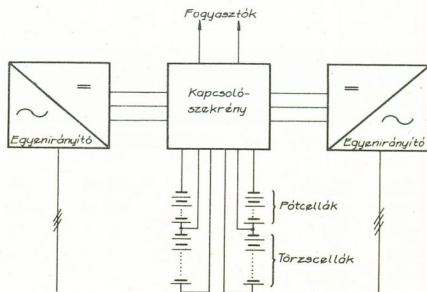 Fogyasztók
Kapcsoló-
szekrény
Egyenirányító
Egyenirányító
Pótcellák
Törzscellák